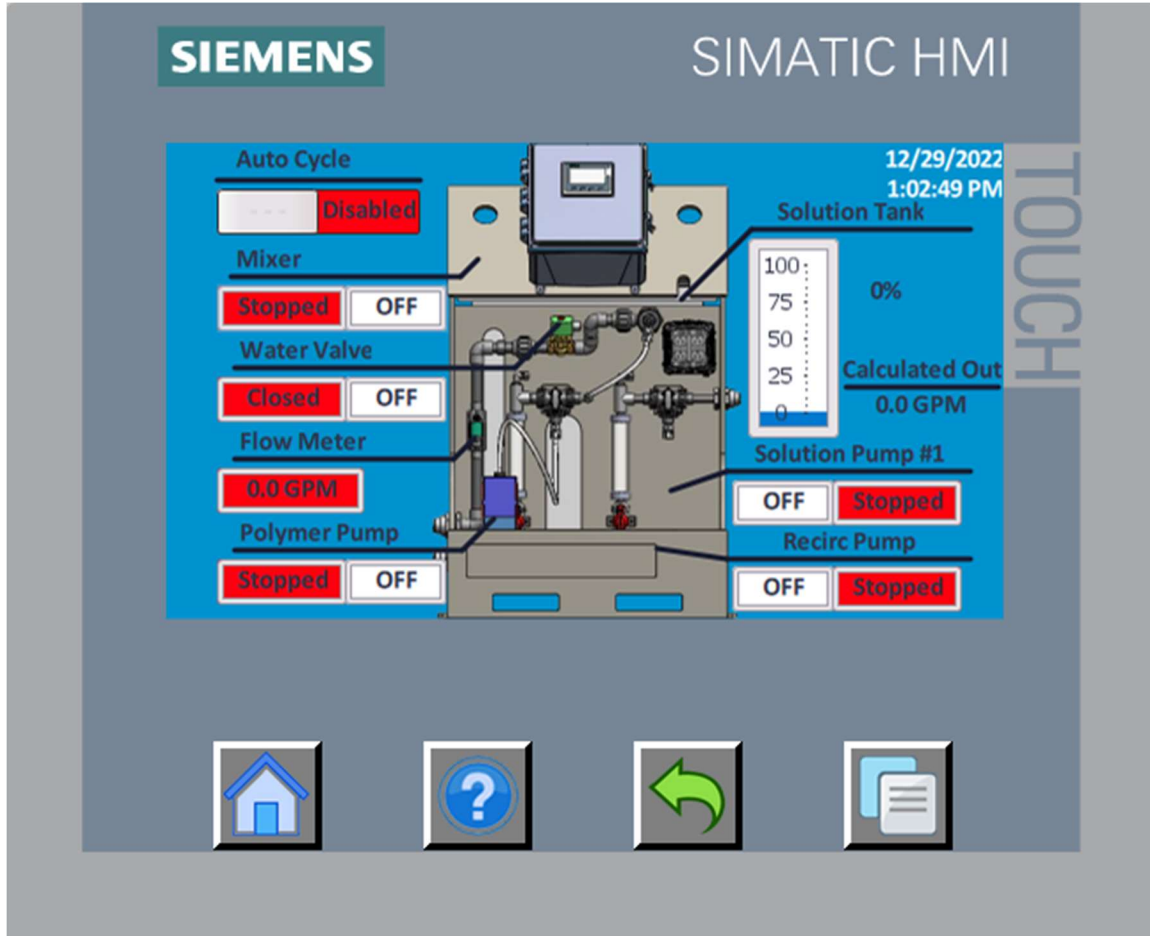 SIEMENS
SIMATIC HMI
TOUCH
12/29/2022
1:02:49 PM
Auto Cycle
--- Disabled
Mixer
Stopped OFF
Water Valve
Closed OFF
Flow Meter
0.0 GPM
Polymer Pump
Stopped OFF
Solution Tank
100
75
50
25
0
0%
Calculated Out
0.0 GPM
Solution Pump #1
OFF Stopped
Recirc Pump
OFF Stopped
?